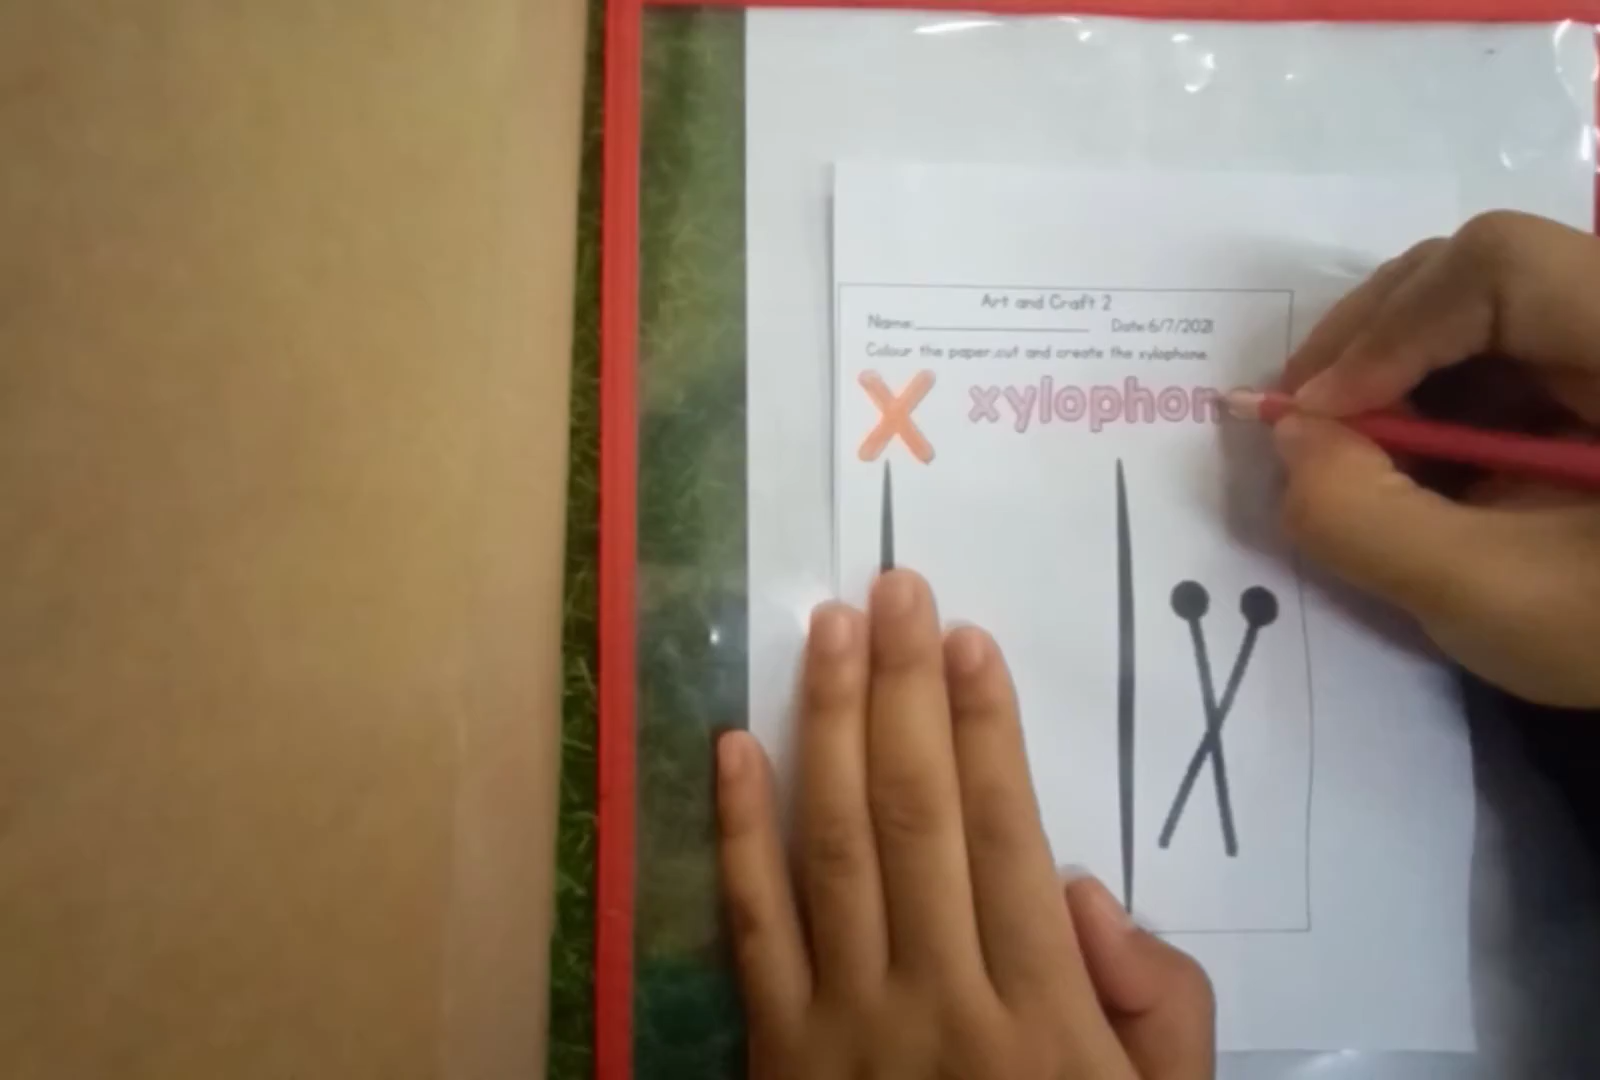 Art and Craft 2
Name: Date: 6/7/2021
Colour the paper, cut and create the xylophone.
X xylophon